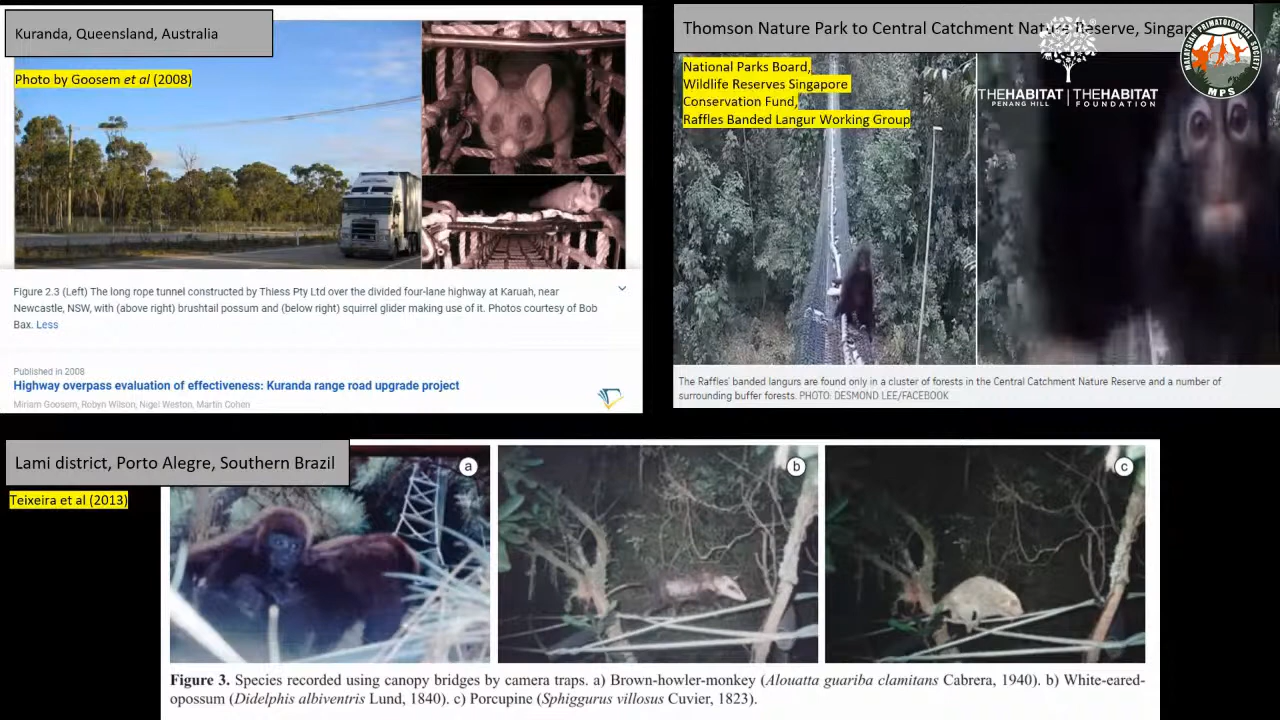 Kuranda, Queensland, Australia
Photo by Goosem et al (2008)
Figure 2.3 (Left) The long rope tunnel constructed by Thiess Pty Ltd over the divided four-lane highway at Karuah, near
Newcastle, NSW, with (above right) brushtail possum and (below right) squirrel glider making use of it. Photos courtesy of Bob
Bax. Less
Published in 2008
Highway overpass evaluation of effectiveness: Kuranda range road upgrade project
Miriam Goosem, Robyn Wilson, Nigel Weston, Martin Cohen
Thomson Nature Park to Central Catchment Nature Reserve, Singap
National Parks Board,
Wildlife Reserves Singapore
Conservation Fund,
Raffles Banded Langur Working Group
THEHABITAT PENANG HILL | THEHABITAT FOUNDATION
MALAYSIAN PRIMATOLOGICAL SOCIETY
MPS
The Raffles' banded langurs are found only in a cluster of forests in the Central Catchment Nature Reserve and a number of
surrounding buffer forests. PHOTO: DESMOND LEE/FACEBOOK
Lami district, Porto Alegre, Southern Brazil
Teixeira et al (2013)
a
b
c
Figure 3. Species recorded using canopy bridges by camera traps. a) Brown-howler-monkey (Alouatta guariba clamitans Cabrera, 1940). b) White-eared-
opossum (Didelphis albiventris Lund, 1840). c) Porcupine (Sphiggurus villosus Cuvier, 1823).